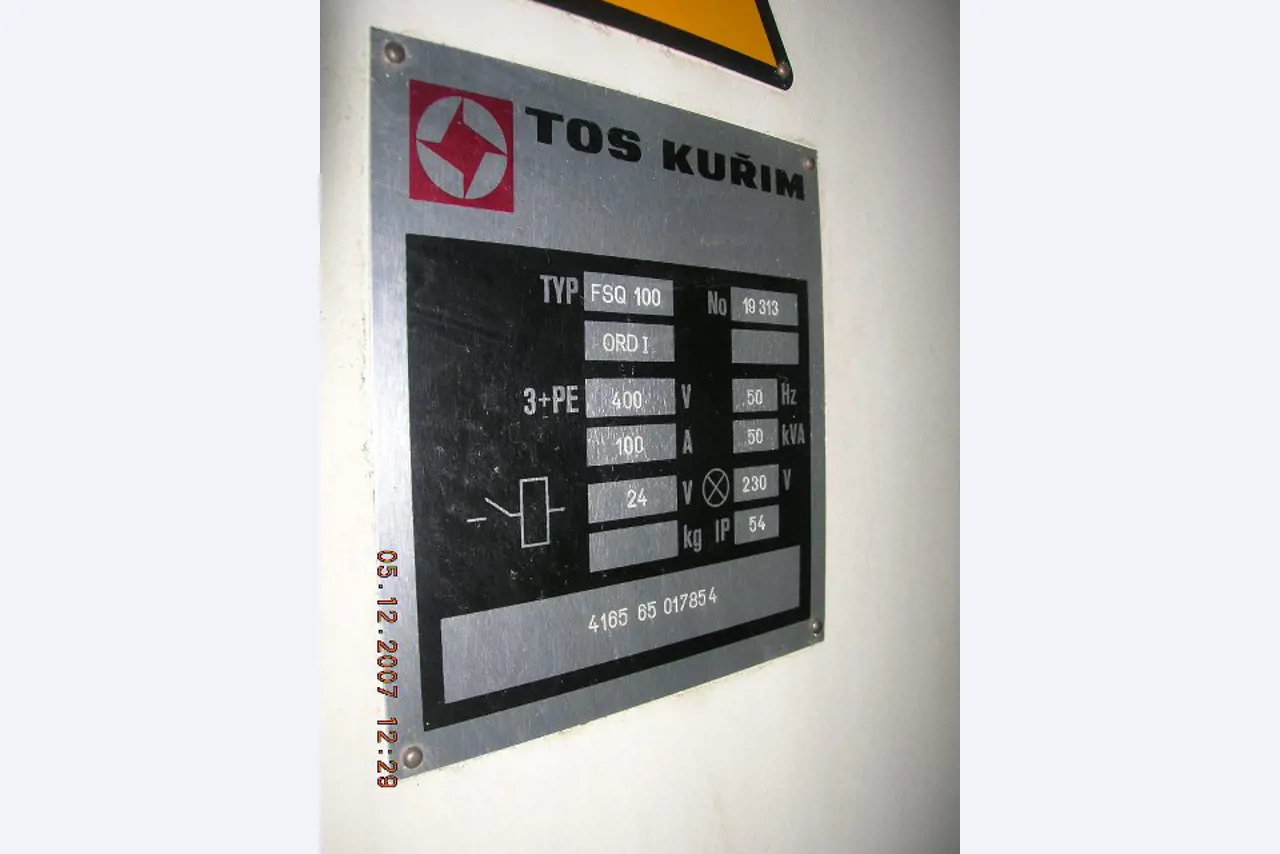 TOS KUŘIM
TYP FSQ 100 No 19 313
ORD I
3+PE 400 V 50 Hz
100 A 50 kVA
24 V 230 V
kg IP 54
4165 65 017854
05.12.2007 12:29